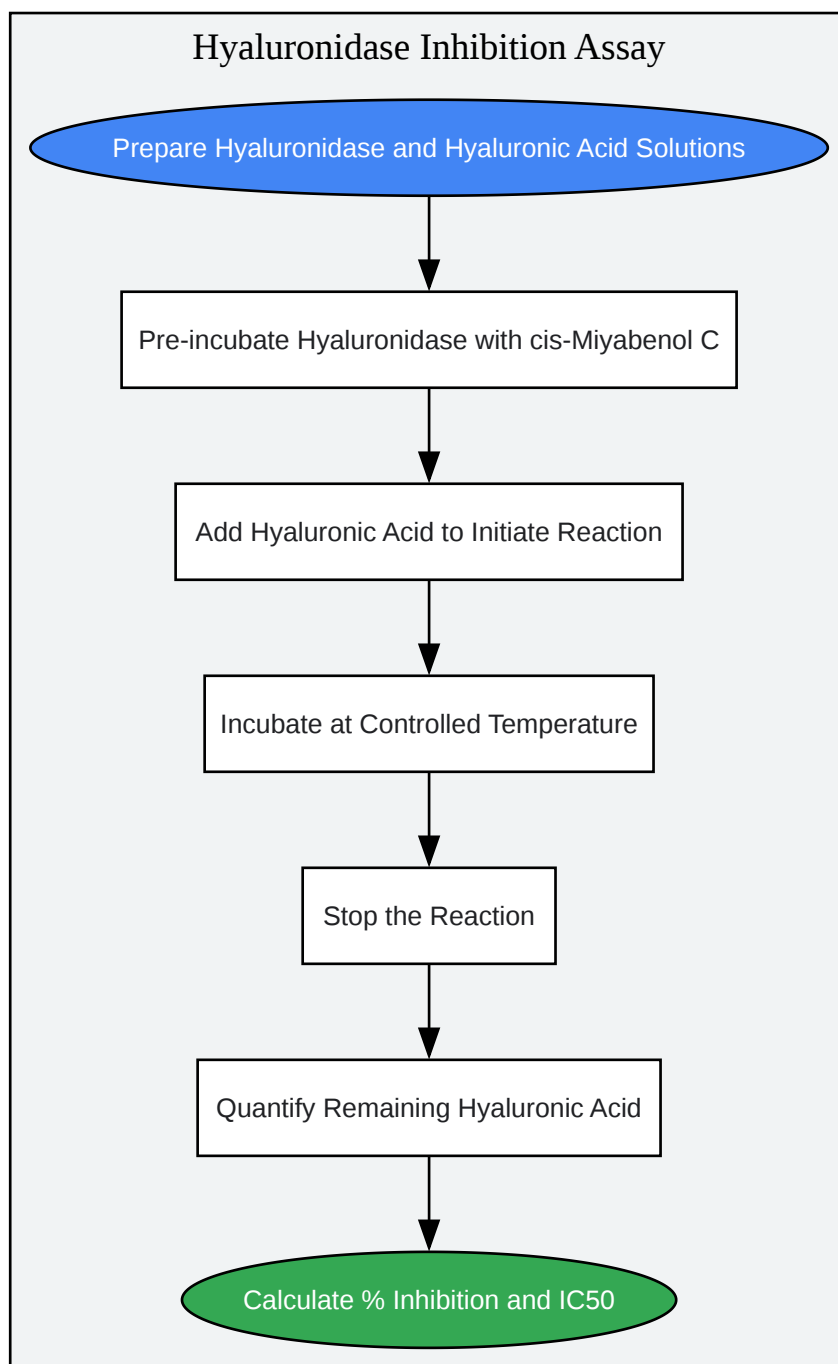 Hyaluronidase Inhibition Assay
Prepare Hyaluronidase and Hyaluronic Acid Solutions
Pre-incubate Hyaluronidase with cis-Miyabenol C
Add Hyaluronic Acid to Initiate Reaction
Incubate at Controlled Temperature
Stop the Reaction
Quantify Remaining Hyaluronic Acid
Calculate % Inhibition and IC50